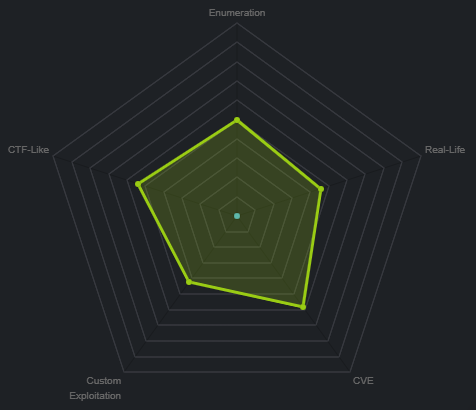 Enumeration
CTF-Like
Real-Life
Custom
Exploitation
CVE